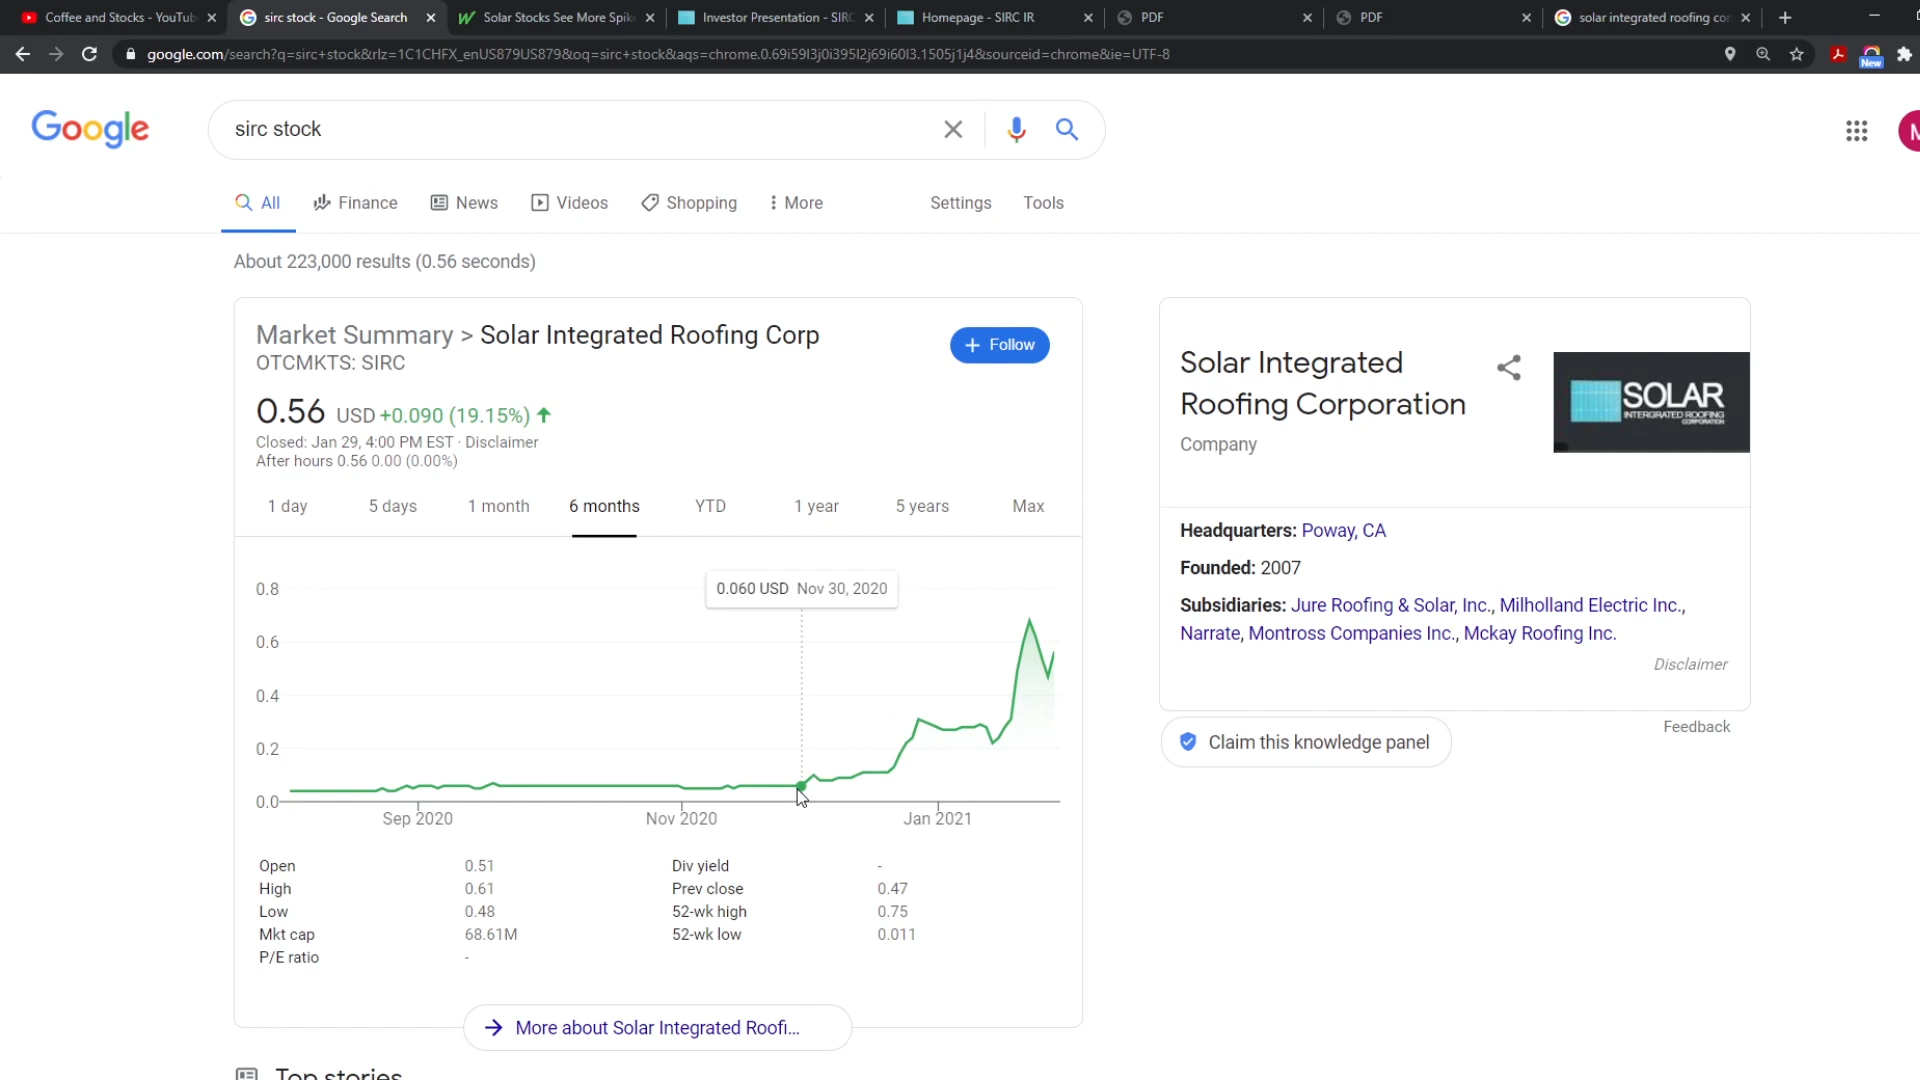 Coffee and Stocks - YouTub
sirc stock - Google Search
Solar Stocks See More Spik
Investor Presentation - SIRC
Homepage - SIRC IR
PDF
PDF
solar integrated roofing cor
google.com/search?q=sirc+stock&rlz=1C1CHFX_enUS879US879&oq=sirc+stock&aqs=chrome.0.69i59l3j0i395l2j69i60l3.1505j1j4&sourceid=chrome&ie=UTF-8
New
Google
sirc stock
M
All
Finance
News
Videos
Shopping
More
Settings
Tools
About 223,000 results (0.56 seconds)
Market Summary > Solar Integrated Roofing Corp
OTCMKTS: SIRC
+ Follow
0.56 USD +0.090 (19.15%)
Closed: Jan 29, 4:00 PM EST · Disclaimer
After hours 0.56 0.00 (0.00%)
1 day 5 days 1 month 6 months YTD 1 year 5 years Max
0.060 USD Nov 30, 2020
0.8
0.6
0.4
0.2
0.0
Sep 2020 Nov 2020 Jan 2021
Open 0.51 Div yield -
High 0.61 Prev close 0.47
Low 0.48 52-wk high 0.75
Mkt cap 68.61M 52-wk low 0.011
P/E ratio -
More about Solar Integrated Roofi...
Top stories
Solar Integrated
Roofing Corporation
Company
SOLAR
INTERGRATED ROOFING
CORPORATION
Headquarters: Poway, CA
Founded: 2007
Subsidiaries: Jure Roofing & Solar, Inc., Milholland Electric Inc.,
Narrate, Montross Companies Inc., Mckay Roofing Inc.
Disclaimer
Claim this knowledge panel
Feedback